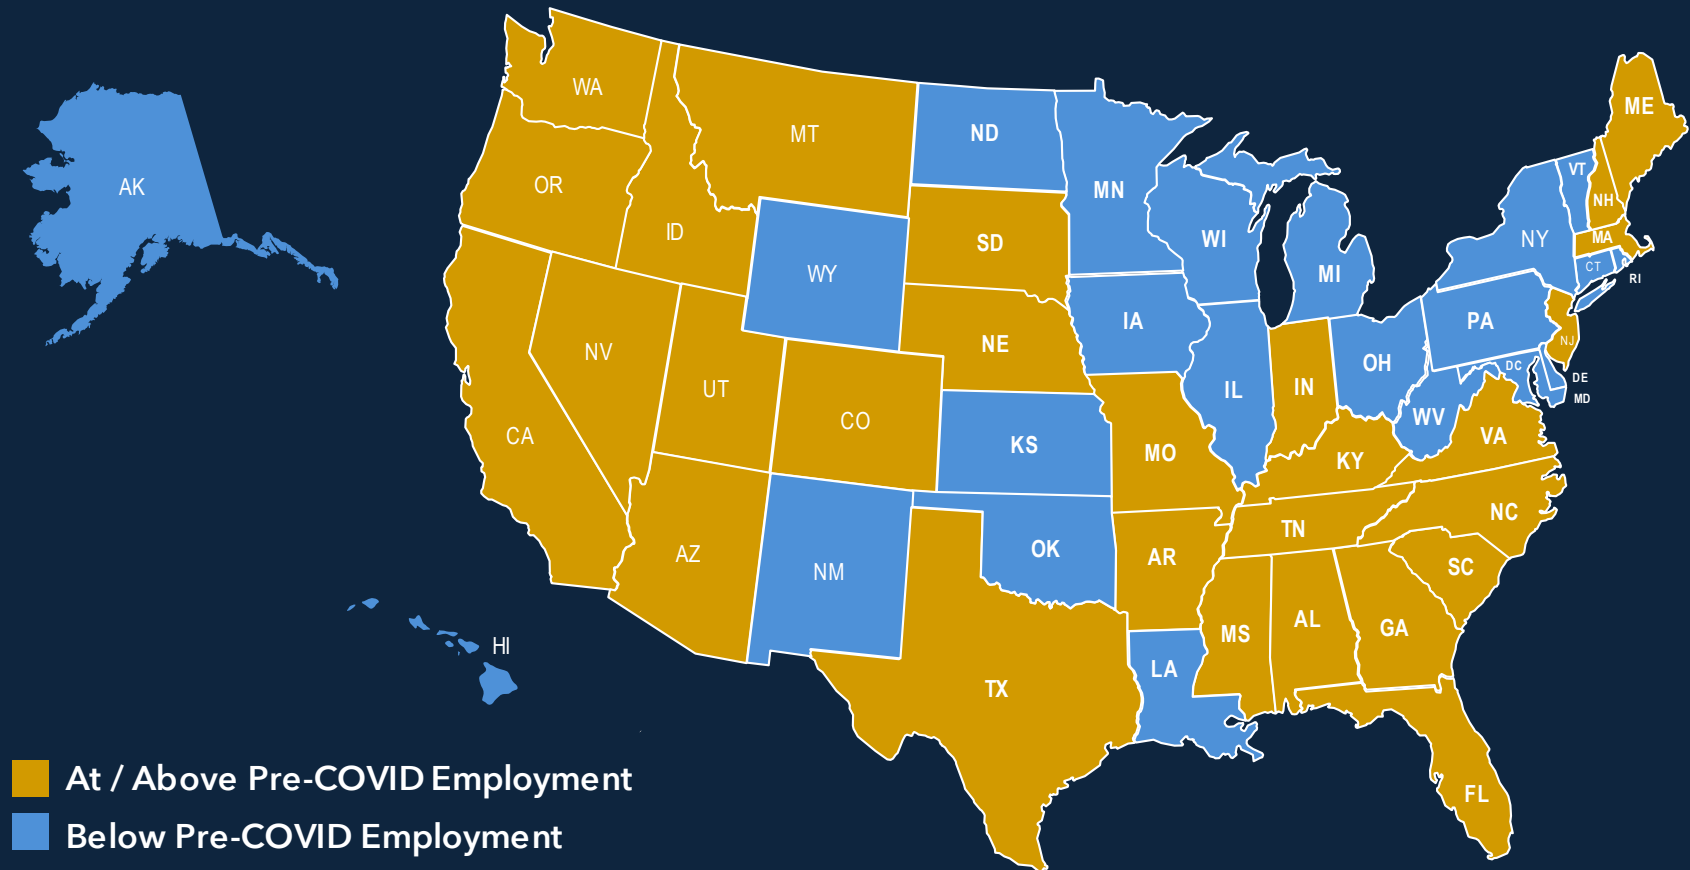 ME
WA
MT
ND
VT
AK
OR
MN
NH
ID
SD
WI
NY
MA
WY
MI
CT
RI
IA
PA
NV
NE
NJ
UT
OH
DC
IN
IL
DE
MD
CO
WV
CA
KS
MO
KY
VA
NC
TN
AZ
OK
AR
NM
SC
MS
AL
GA
HI
LA
TX
At / Above Pre-COVID Employment
FL
Below Pre-COVID Employment